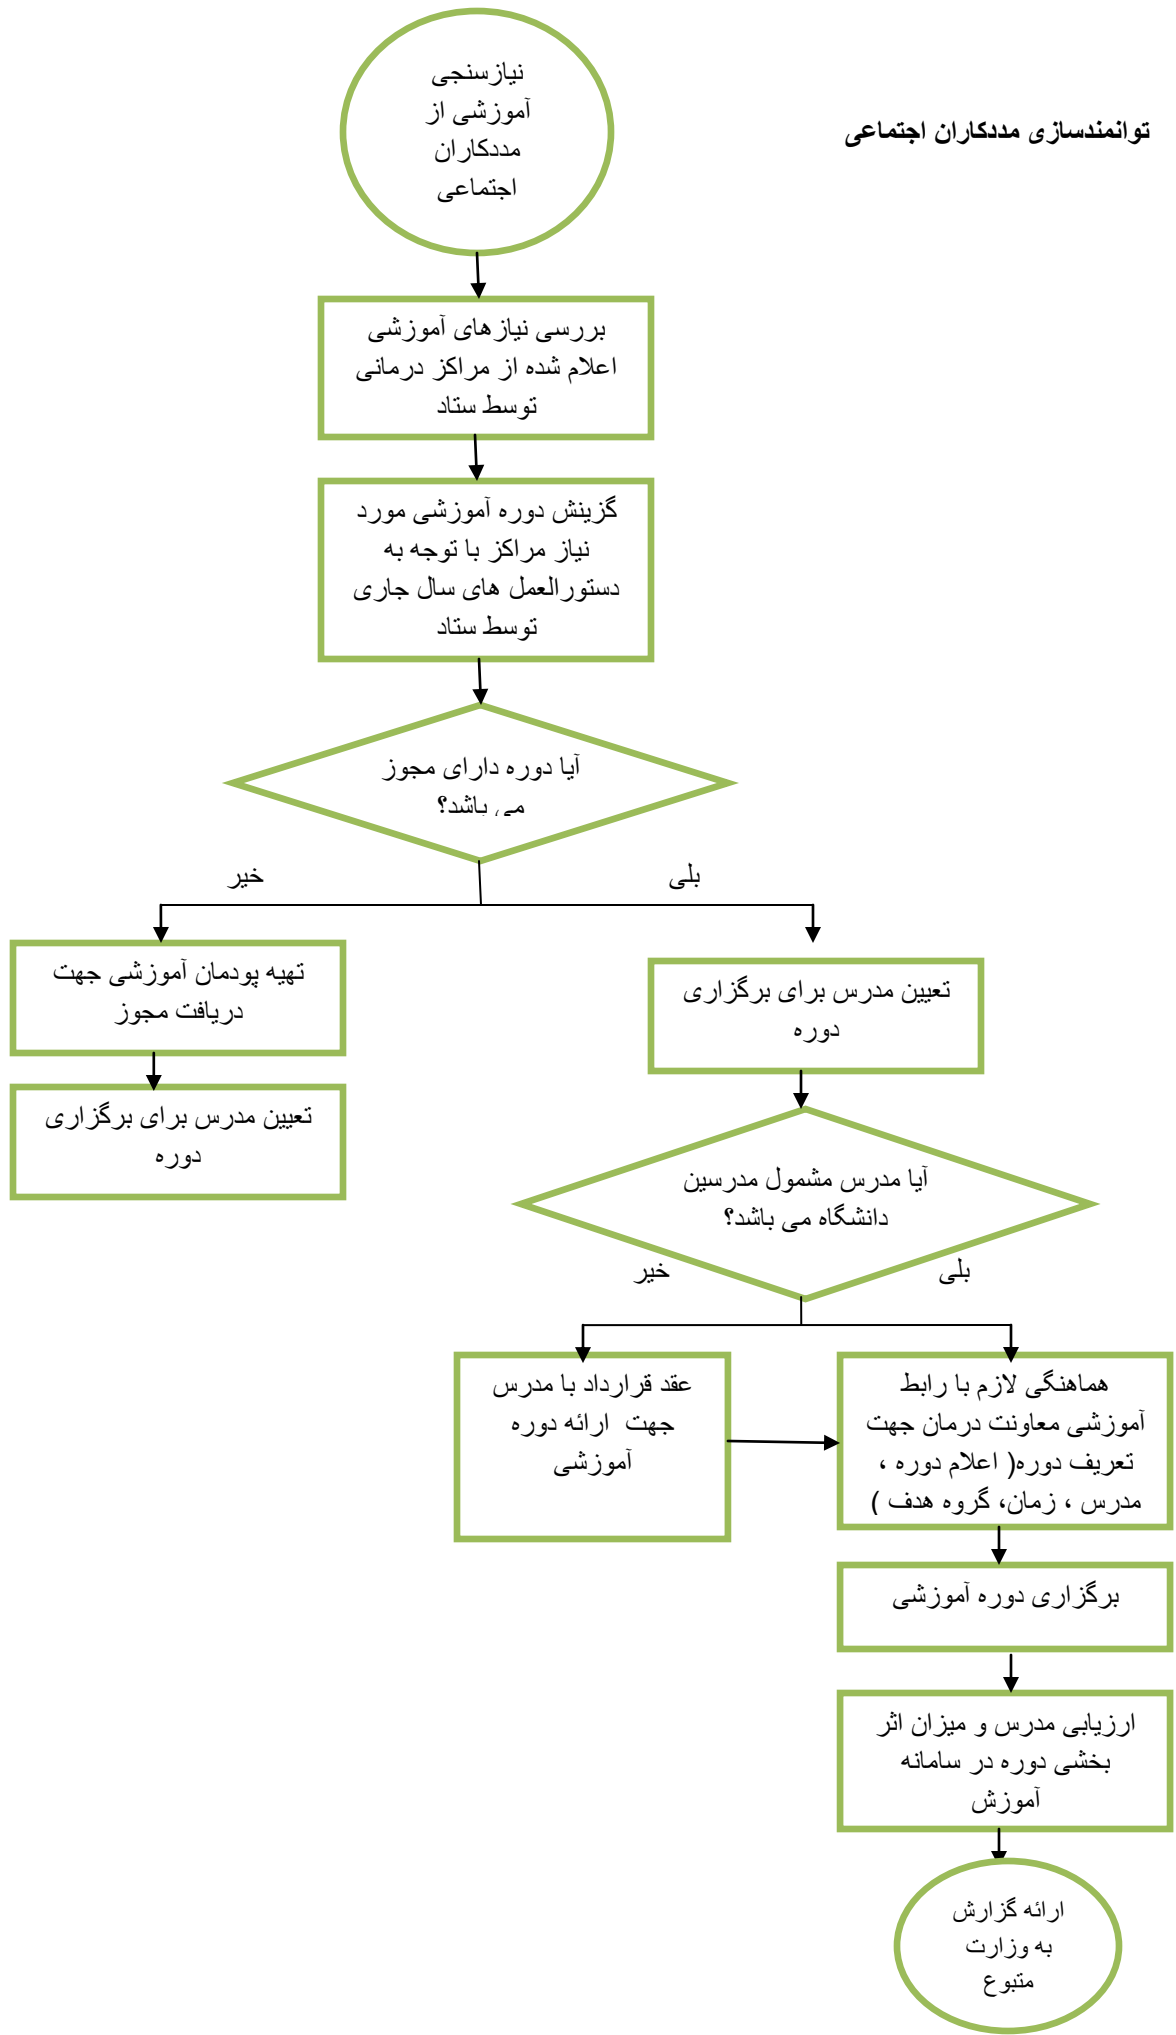 توانمندسازی مددکاران اجتماعی
نیازسنجی
آموزشی از
مددکاران
اجتماعی
بررسی نیازهای آموزشی
اعلام شده از مراکز درمانی
توسط ستاد
گزینش دوره آموزشی مورد
نیاز مراکز با توجه به
دستورالعمل های سال جاری
توسط ستاد
آیا دوره دارای مجوز
می باشد؟
خیر
بلی
تهیه پودمان آموزشی جهت
دریافت مجوز
تعیین مدرس برای برگزاری
دوره
تعیین مدرس برای برگزاری
دوره
آیا مدرس مشمول مدرسین
دانشگاه می باشد؟
خیر
بلی
عقد قرارداد با مدرس
جهت ارائه دوره
آموزشی
هماهنگی لازم با رابط
آموزشی معاونت درمان جهت
تعریف دوره( اعلام دوره ،
مدرس ، زمان، گروه هدف )
برگزاری دوره آموزشی
ارزیابی مدرس و میزان اثر
بخشی دوره در سامانه
آموزش
ارائه گزارش
به وزارت
متبوع